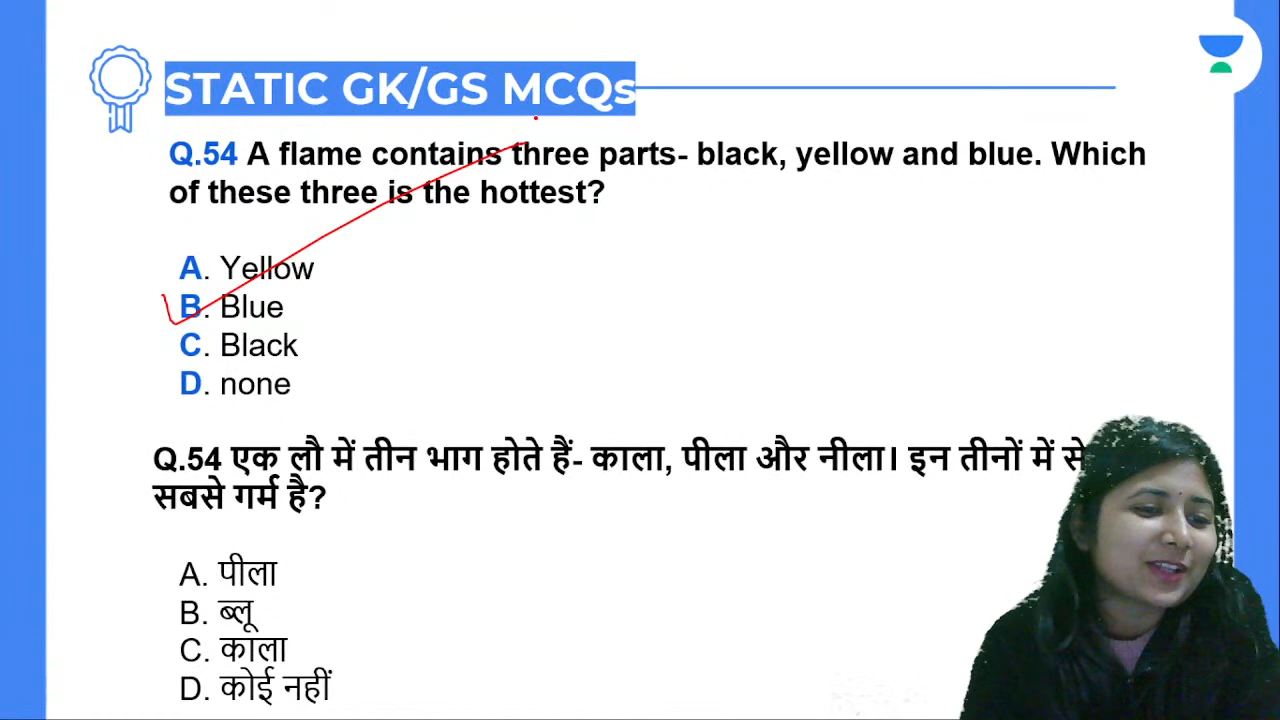 STATIC GK/GS MCQs
Q.54 A flame contains three parts- black, yellow and blue. Which
of these three is the hottest?
A. Yellow
B. Blue
C. Black
D. none
Q.54 एक लौ में तीन भाग होते हैं- काला, पीला और नीला। इन तीनों में से
सबसे गर्म है?
A. पीला
B. ब्लू
C. काला
D. कोई नहीं